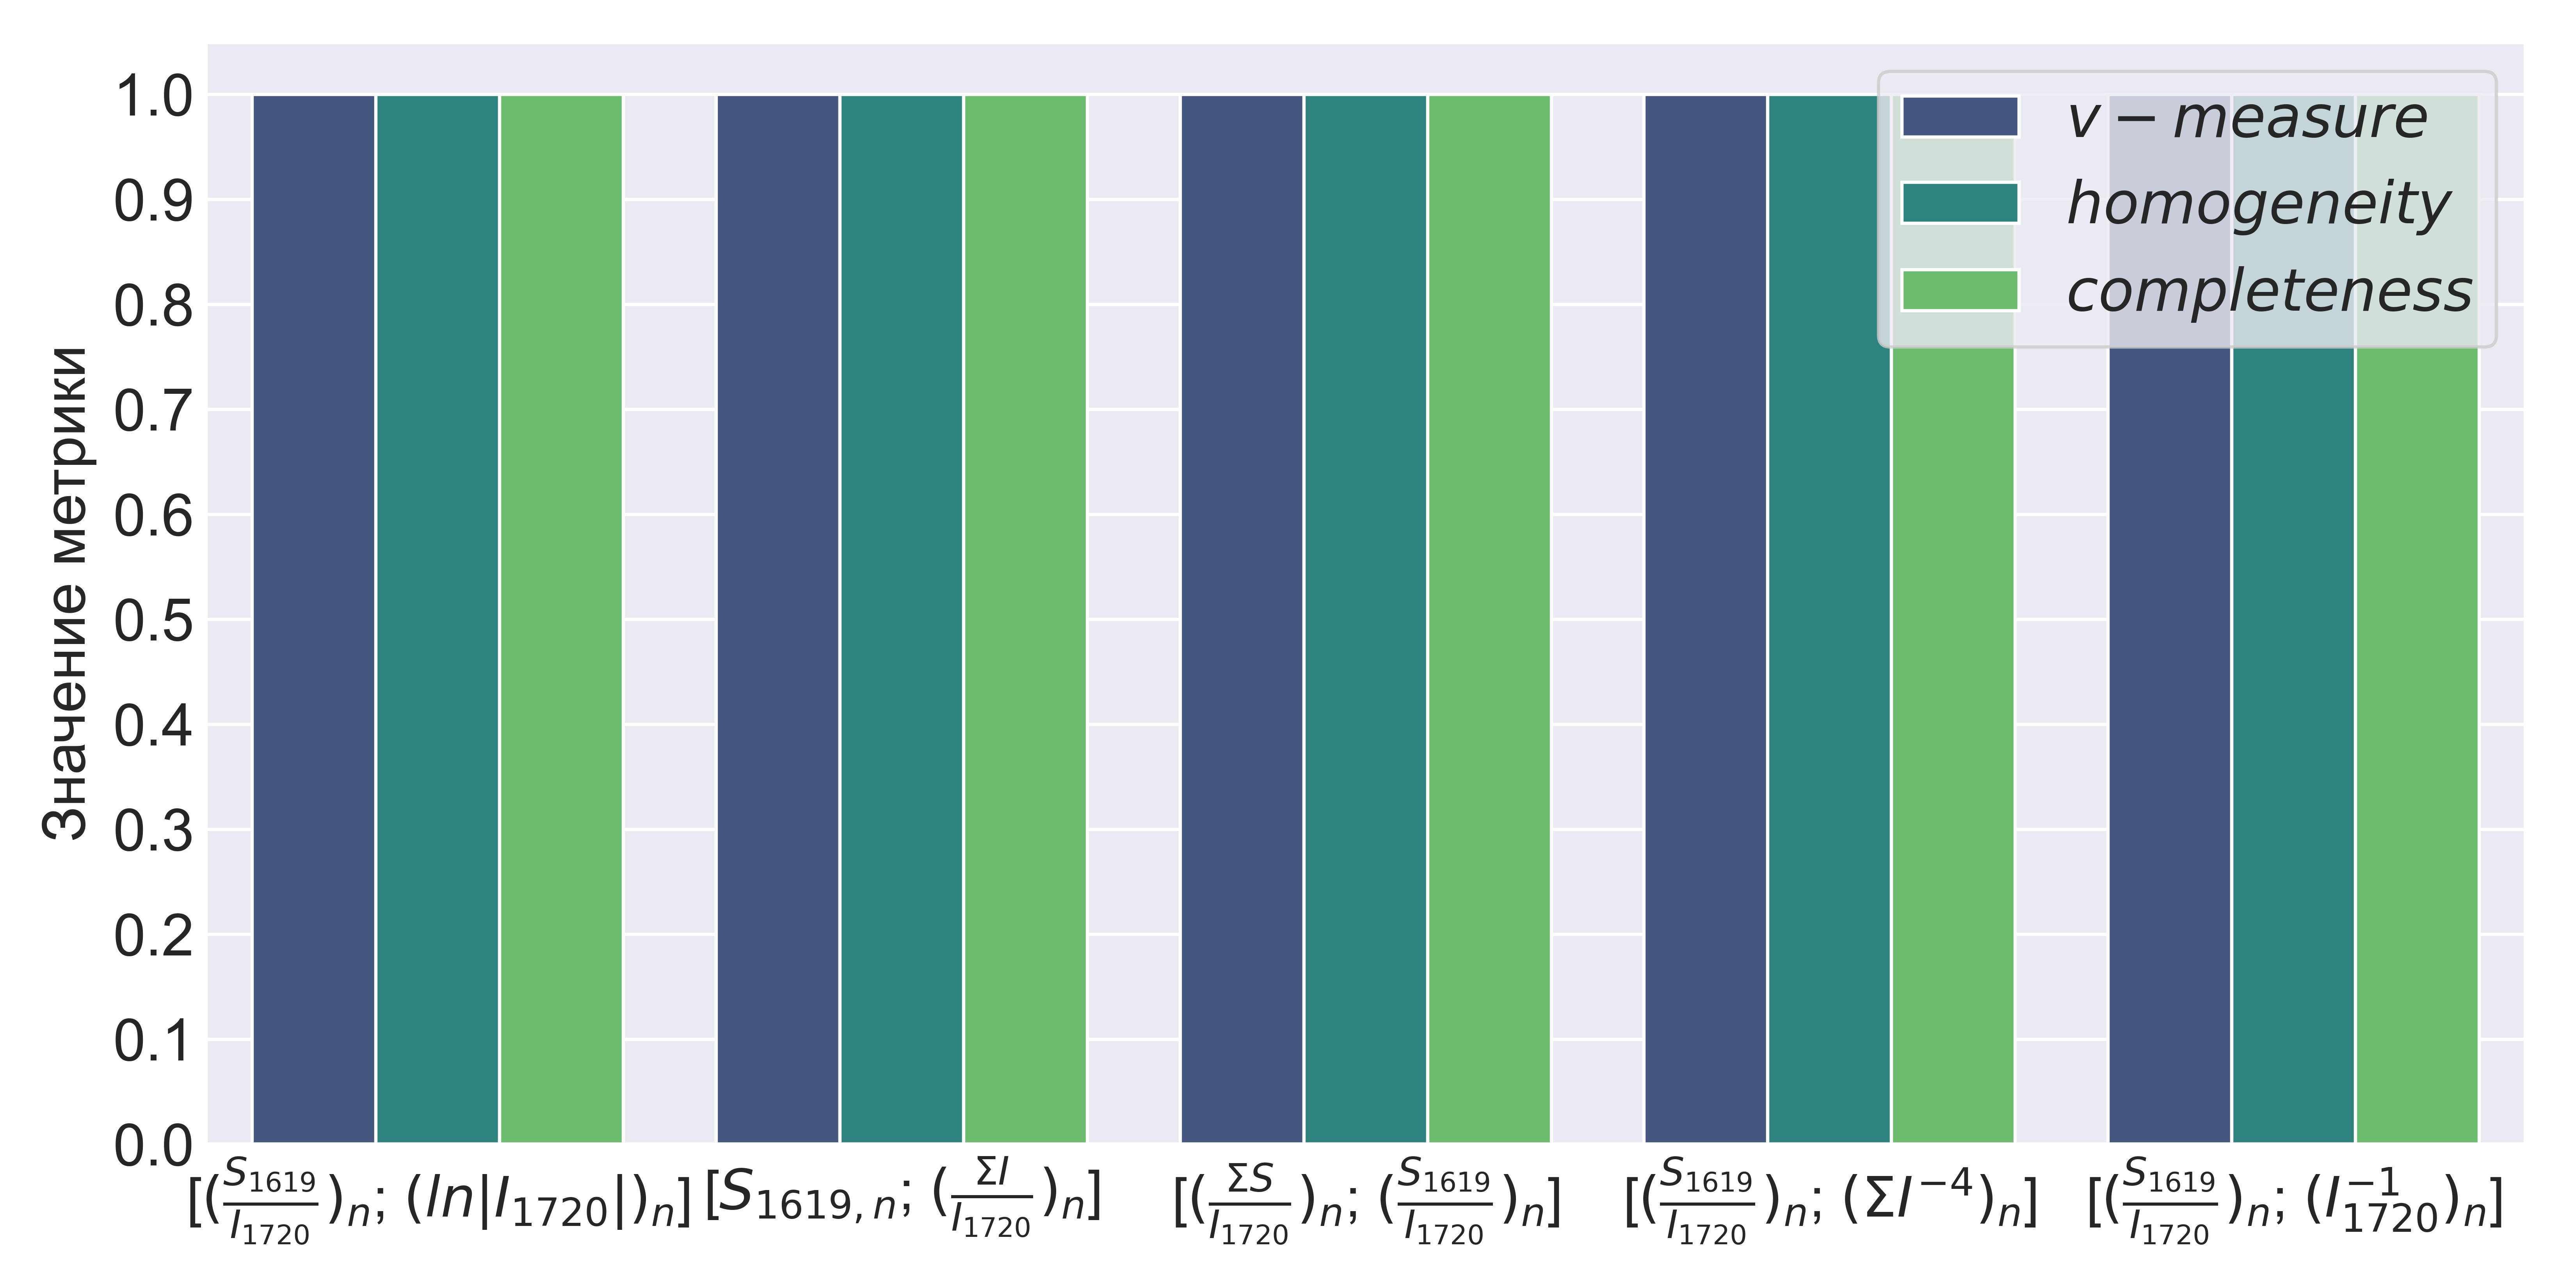 v − measure
homogeneity
completeness
Значение метрики
1.0
0.9
0.8
0.7
0.6
0.5
0.4
0.3
0.2
0.1
0.0
[(S₁₆₁₉/I₁₇₂₀)ₙ; (ln|I₁₇₂₀|)ₙ]
[S₁₆₁₉,ₙ; (ΣI/I₁₇₂₀)ₙ]
[(ΣS/I₁₇₂₀)ₙ; (S₁₆₁₉/I₁₇₂₀)ₙ]
[(S₁₆₁₉/I₁₇₂₀)ₙ; (ΣI⁻⁴)ₙ]
[(S₁₆₁₉/I₁₇₂₀)ₙ; (I₁₇₂₀⁻¹)ₙ]